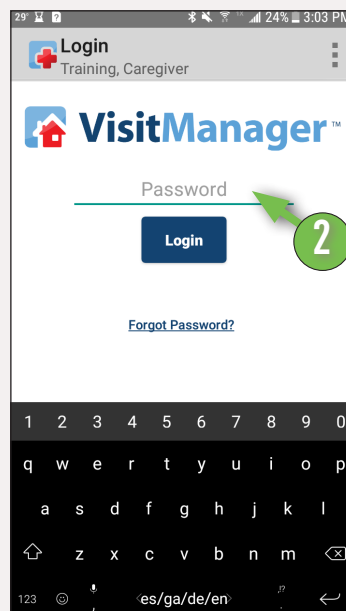 29° 24% 3:03 PM
Login
Training, Caregiver
VisitManager™
Password
2
Login
Forgot Password?
1 2 3 4 5 6 7 8 9 0
q w e r t y u i o p
a s d f g h j k l
z x c v b n m
123 es/ga/de/en , !?